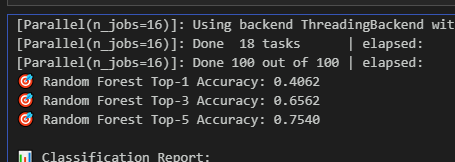 [Parallel(n_jobs=16)]: Using backend ThreadingBackend
[Parallel(n_jobs=16)]: Done  18 tasks      | elapsed:
[Parallel(n_jobs=16)]: Done 100 out of 100 | elapsed:
🎯 Random Forest Top-1 Accuracy: 0.4062
🎯 Random Forest Top-3 Accuracy: 0.6562
🎯 Random Forest Top-5 Accuracy: 0.7540
📊 Classification Report: